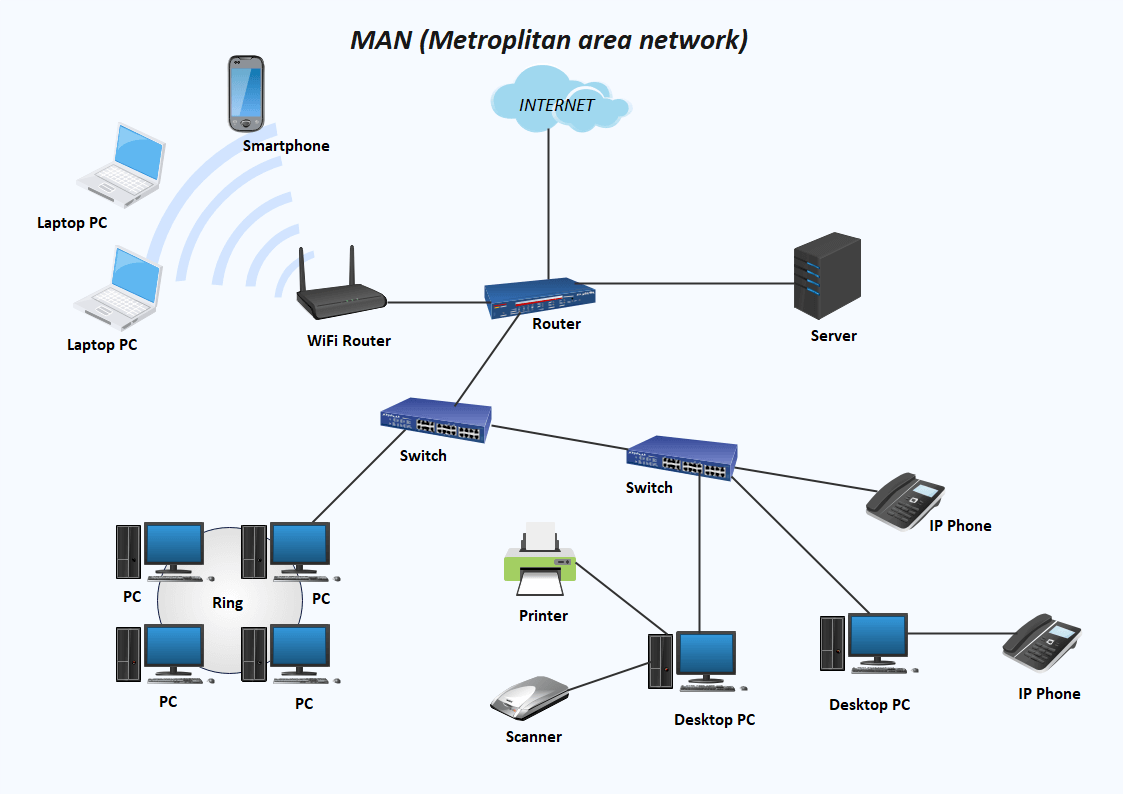 MAN (Metroplitan area network)
INTERNET
Smartphone
Laptop PC
Laptop PC
WiFi Router
Router
Server
Switch
Switch
IP Phone
PC
Ring
PC
Printer
PC
PC
Scanner
Desktop PC
Desktop PC
IP Phone